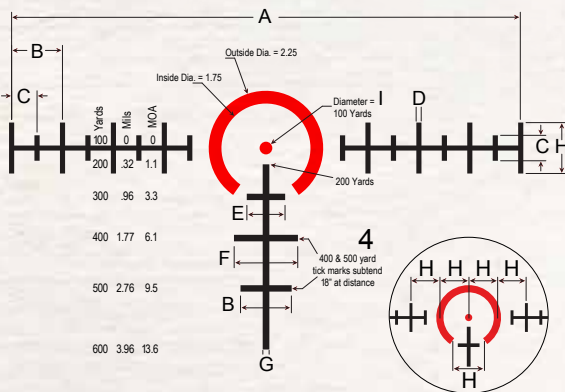 A
B
C
Outside Dia. = 2.25
Inside Dia. = 1.75
Diameter = 
100 Yards
I
D
C
H
Yards Mils MOA
100 0 0
200 .32 1.1
300 .96 3.3
400 1.77 6.1
500 2.76 9.5
600 3.96 13.6
200 Yards
E
F
B
G
4
400 & 500 yard
tick marks subtend
18" at distance
H H H H
H